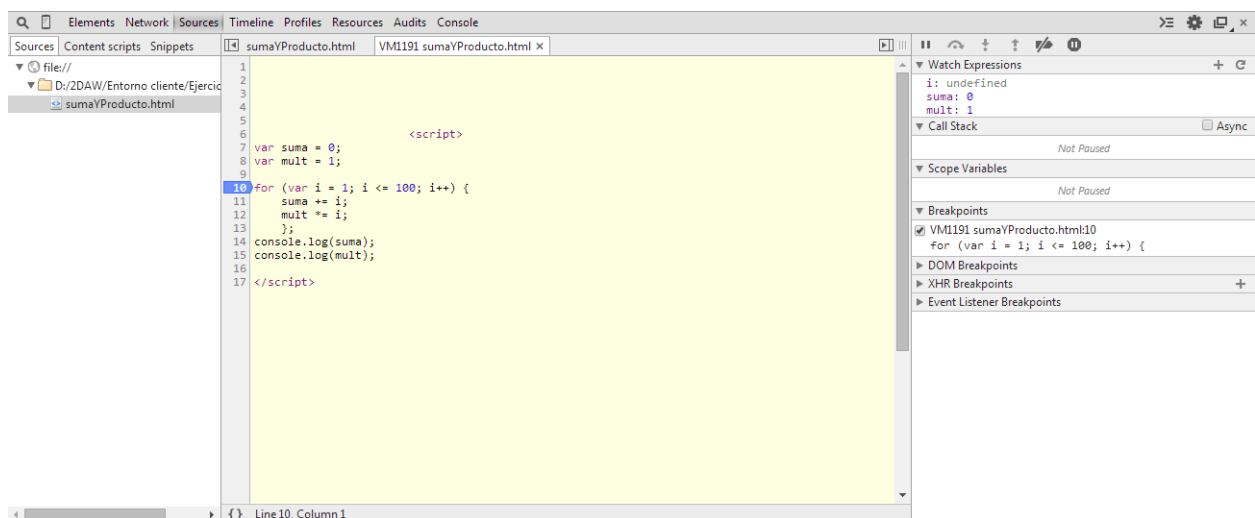 Elements Network Sources Timeline Profiles Resources Audits Console
Sources Content scripts Snippets
file://
D:/2DAW/Entorno cliente/Ejercic
sumaYProducto.html
sumaYProducto.html VM1191 sumaYProducto.html ×
1
2
3
4
5
6 <script>
7 var suma = 0;
8 var mult = 1;
9
10 for (var i = 1; i <= 100; i++) {
11 suma += i;
12 mult *= i;
13 };
14 console.log(suma);
15 console.log(mult);
16
17 </script>
{ } Line 10, Column 1
Watch Expressions
i: undefined
suma: 0
mult: 1
Call Stack Async
Not Paused
Scope Variables
Not Paused
Breakpoints
VM1191 sumaYProducto.html:10
for (var i = 1; i <= 100; i++) {
DOM Breakpoints
XHR Breakpoints
Event Listener Breakpoints